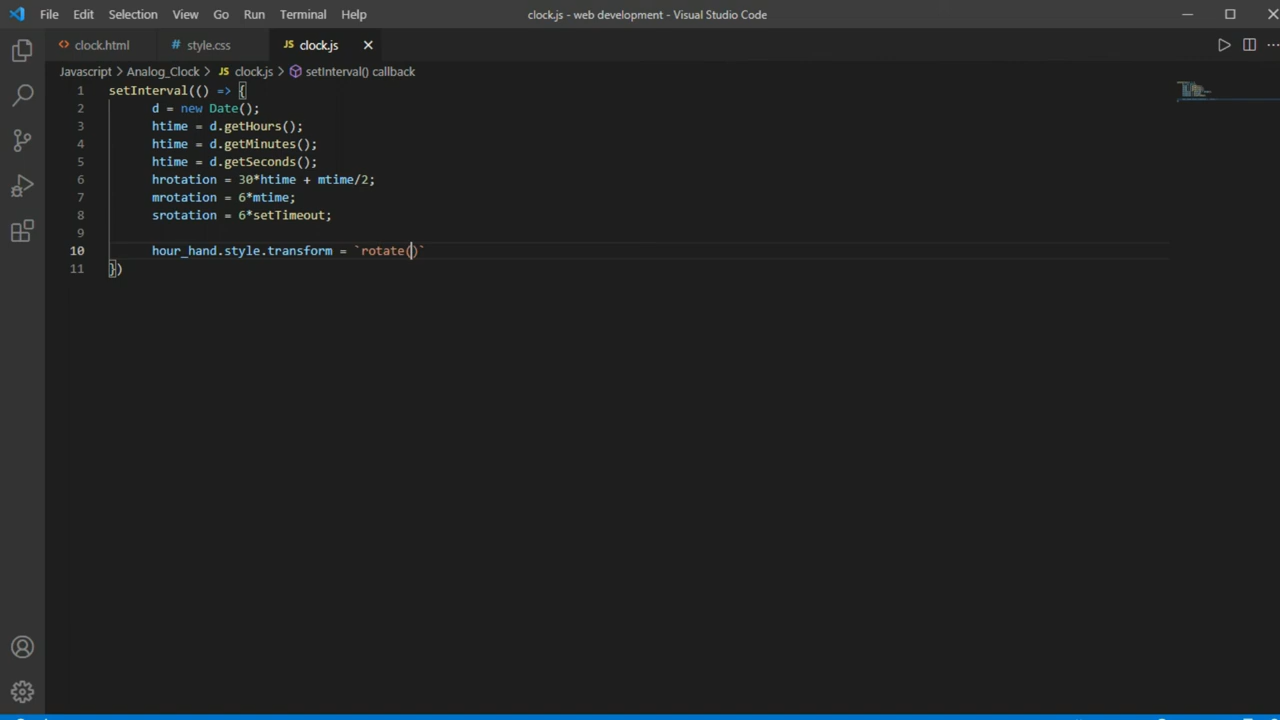 File Edit Selection View Go Run Terminal Help clock.js - web development - Visual Studio Code
clock.html # style.css JS clock.js
Javascript > Analog_Clock > JS clock.js > setInterval() callback
1 setInterval(() => {
2 d = new Date();
3 htime = d.getHours();
4 htime = d.getMinutes();
5 htime = d.getSeconds();
6 hrotation = 30*htime + mtime/2;
7 mrotation = 6*mtime;
8 srotation = 6*setTimeout;
9
10 hour_hand.style.transform = `rotate()`
11 })